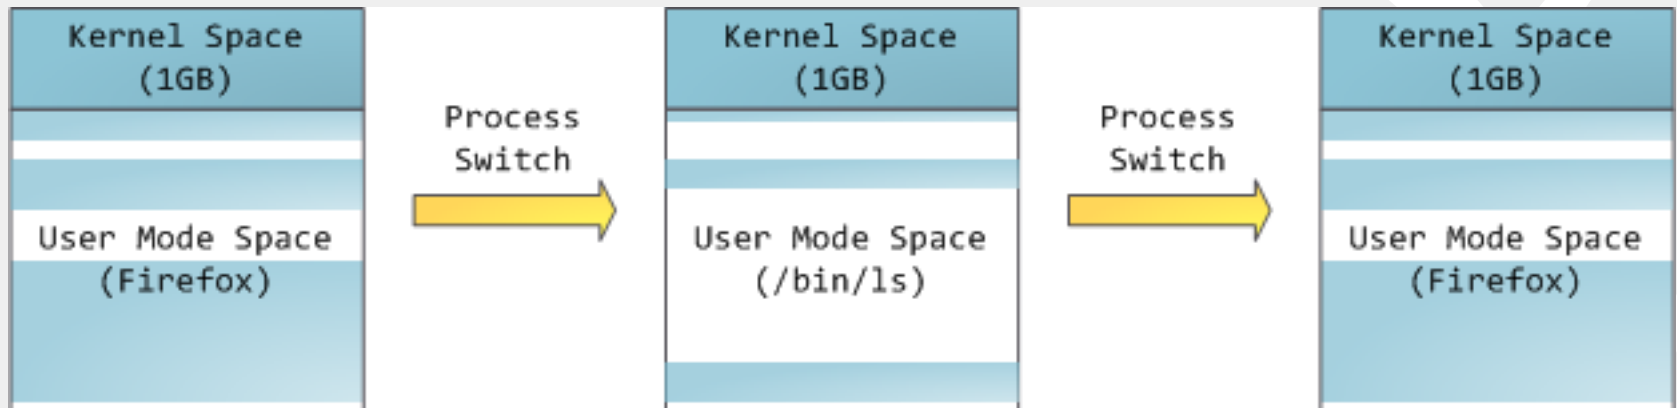 Kernel Space
(1GB)
User Mode Space
(Firefox)
Process
Switch
Kernel Space
(1GB)
User Mode Space
(/bin/ls)
Process
Switch
Kernel Space
(1GB)
User Mode Space
(Firefox)